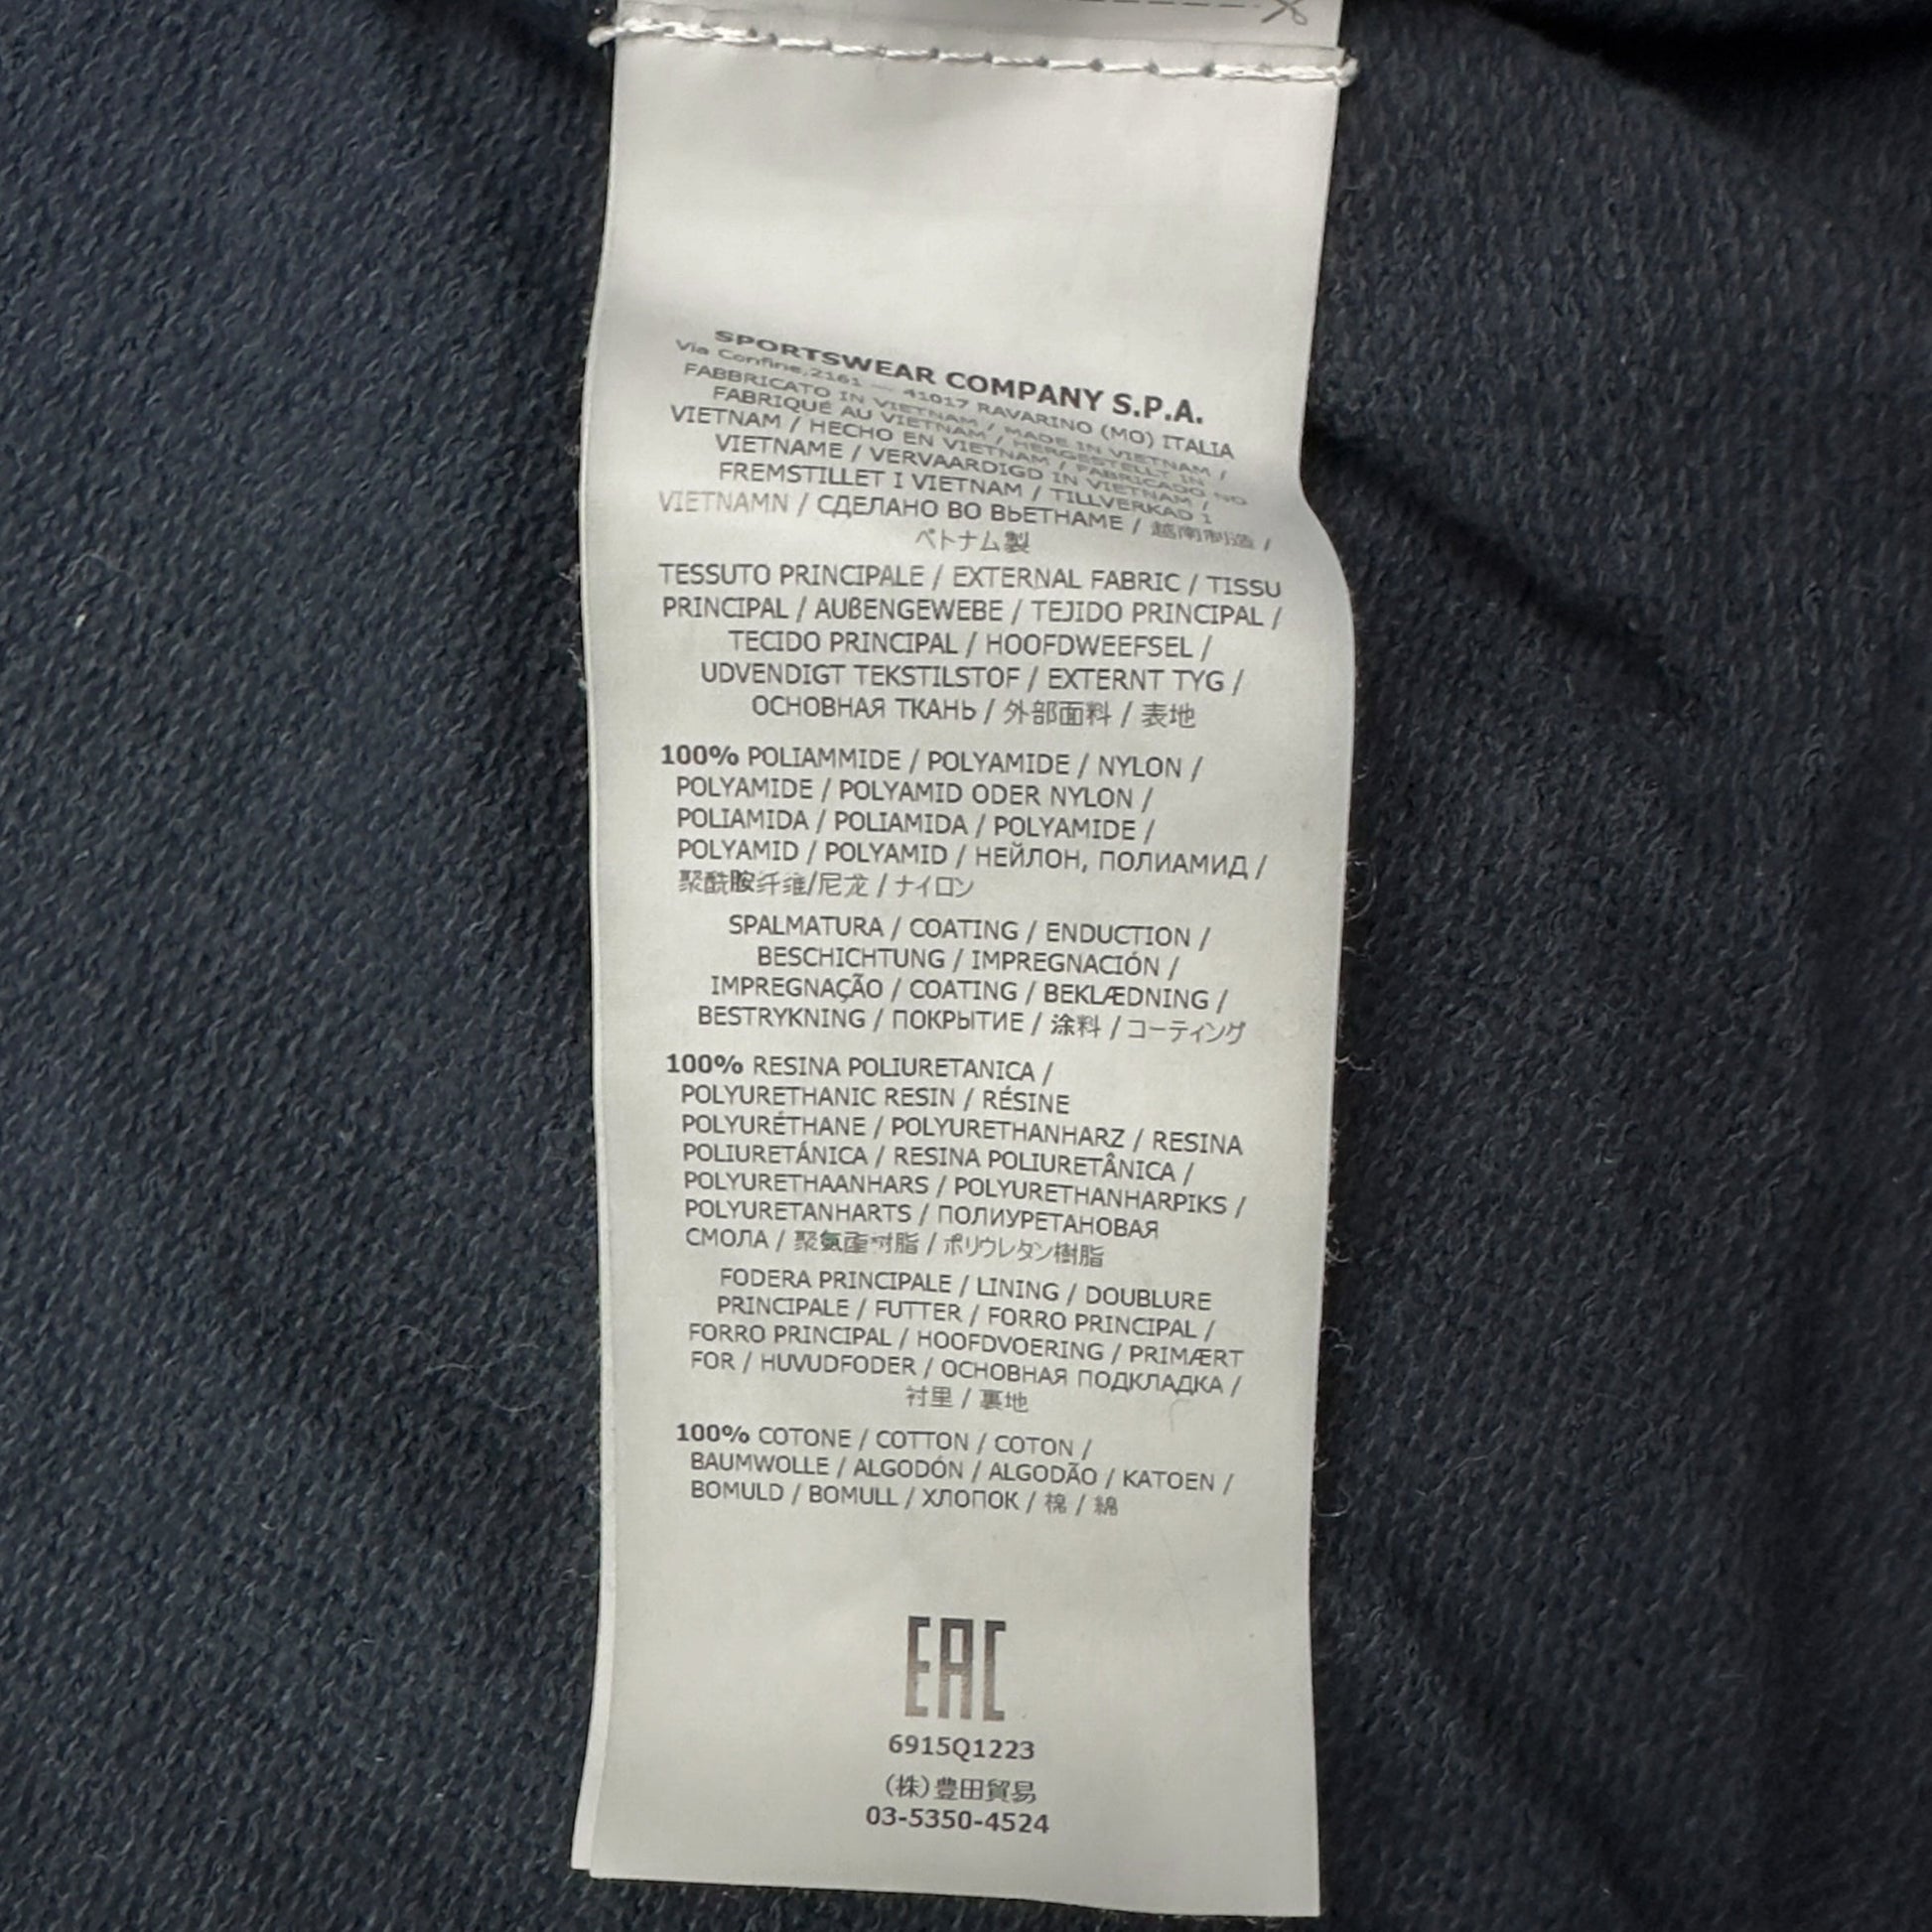 SPORTSWEAR COMPANY S.P.A.
Via Confine,2161 — 41017 RAVARINO (MO) ITALIA
FABBRICATO IN VIETNAM / MADE IN VIETNAM /
FABRIQUÉ AU VIETNAM / HERGESTELLT IN
VIETNAM / HECHO EN VIETNAM / FABRICADO NO
VIETNAME / VERVAARDIGD IN VIETNAM /
FREMSTILLET I VIETNAM / TILLVERKAD I
VIETNAMN / СДЕЛАНО ВО ВЬЕТНАМЕ / 越南制造 /
ベトナム製
TESSUTO PRINCIPALE / EXTERNAL FABRIC / TISSU
PRINCIPAL / AUßENGEWEBE / TEJIDO PRINCIPAL /
TECIDO PRINCIPAL / HOOFDWEEFSEL /
UDVENDIGT TEKSTILSTOF / EXTERNT TYG /
ОСНОВНАЯ ТКАНЬ / 外部面料 / 表地
100% POLIAMMIDE / POLYAMIDE / NYLON /
POLYAMIDE / POLYAMID ODER NYLON /
POLIAMIDA / POLIAMIDA / POLYAMIDE /
POLYAMID / POLYAMID / НЕЙЛОН, ПОЛИАМИД /
聚酰胺纤维/尼龙 / ナイロン
SPALMATURA / COATING / ENDUCTION /
BESCHICHTUNG / IMPREGNACIÓN /
IMPREGNAÇÃO / COATING / BEKLÆDNING /
BESTRYKNING / ПОКРЫТИЕ / 涂料 / コーティング
100% RESINA POLIURETANICA /
POLYURETHANIC RESIN / RÉSINE
POLYURÉTHANE / POLYURETHANHARZ / RESINA
POLIURETÁNICA / RESINA POLIURETÂNICA /
POLYURETHAANHARS / POLYURETHANHARPIKS /
POLYURETANHARTS / ПОЛИУРЕТАНОВАЯ
СМОЛА / 聚氨酯树脂 / ポリウレタン樹脂
FODERA PRINCIPALE / LINING / DOUBLURE
PRINCIPALE / FUTTER / FORRO PRINCIPAL /
FORRO PRINCIPAL / HOOFDVOERING / PRIMÆRT
FOR / HUVUDFODER / ОСНОВНАЯ ПОДКЛАДКА /
衬里 / 裏地
100% COTONE / COTTON / COTON /
BAUMWOLLE / ALGODÓN / ALGODÃO / KATOEN /
BOMULD / BOMULL / ХЛОПОК / 棉 / 綿
EAC
6915Q1223
(株)豊田貿易
03-5350-4524